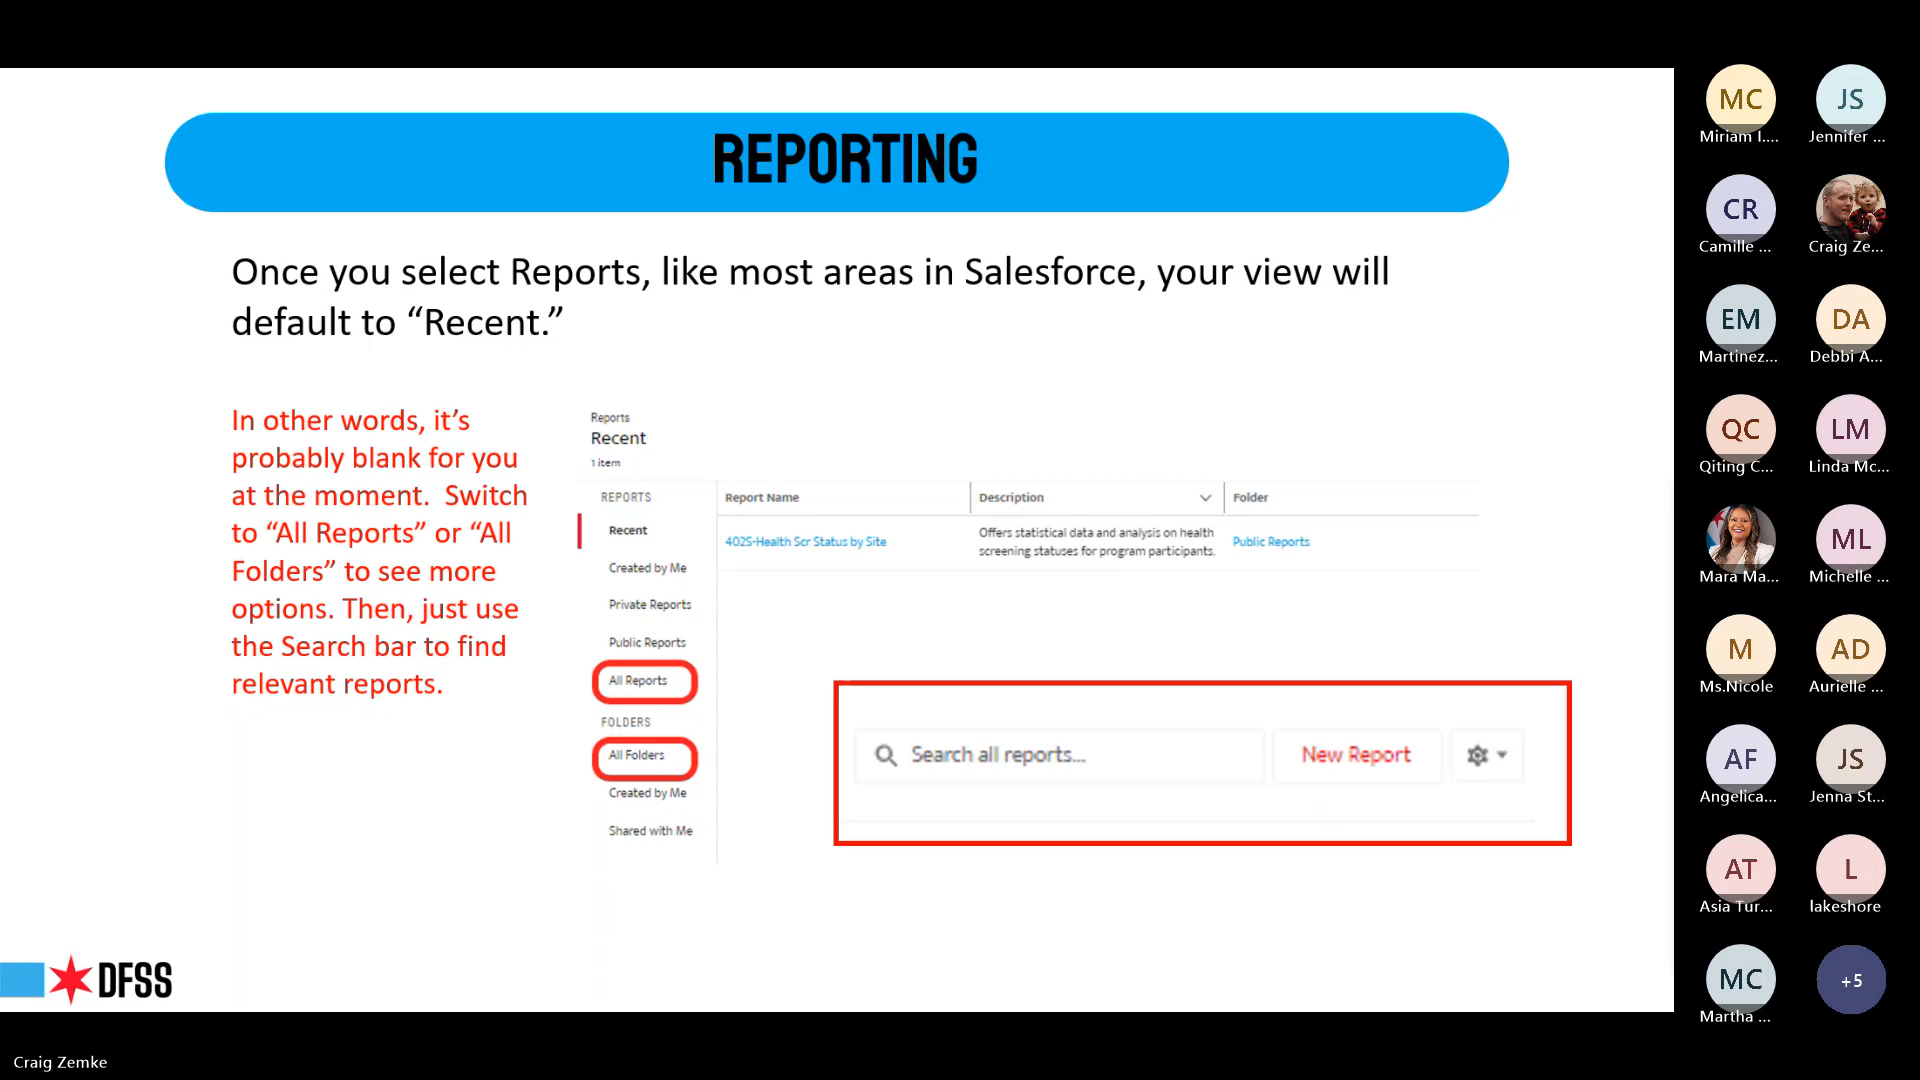 REPORTING
Once you select Reports, like most areas in Salesforce, your view will
default to “Recent.”
In other words, it’s
probably blank for you
at the moment.  Switch
to “All Reports” or “All
Folders” to see more
options. Then, just use
the Search bar to find
relevant reports.
Reports
Recent
1 item
REPORTS
Report Name
Description
Folder
Recent
402S-Health Scr Status by Site
Offers statistical data and analysis on health
screening statuses for program participants.
Public Reports
Created by Me
Private Reports
Public Reports
All Reports
FOLDERS
All Folders
Created by Me
Shared with Me
Search all reports...
New Report
DFSS
Craig Zemke
MC
Miriam I....
JS
Jennifer ...
CR
Camille ...
Craig Ze...
EM
Martinez...
DA
Debbi A...
QC
Qiting C...
LM
Linda Mc...
Mara Ma...
ML
Michelle ...
M
Ms.Nicole
AD
Aurielle ...
AF
Angelica...
JS
Jenna St...
AT
Asia Tur...
L
lakeshore
MC
Martha ...
+5